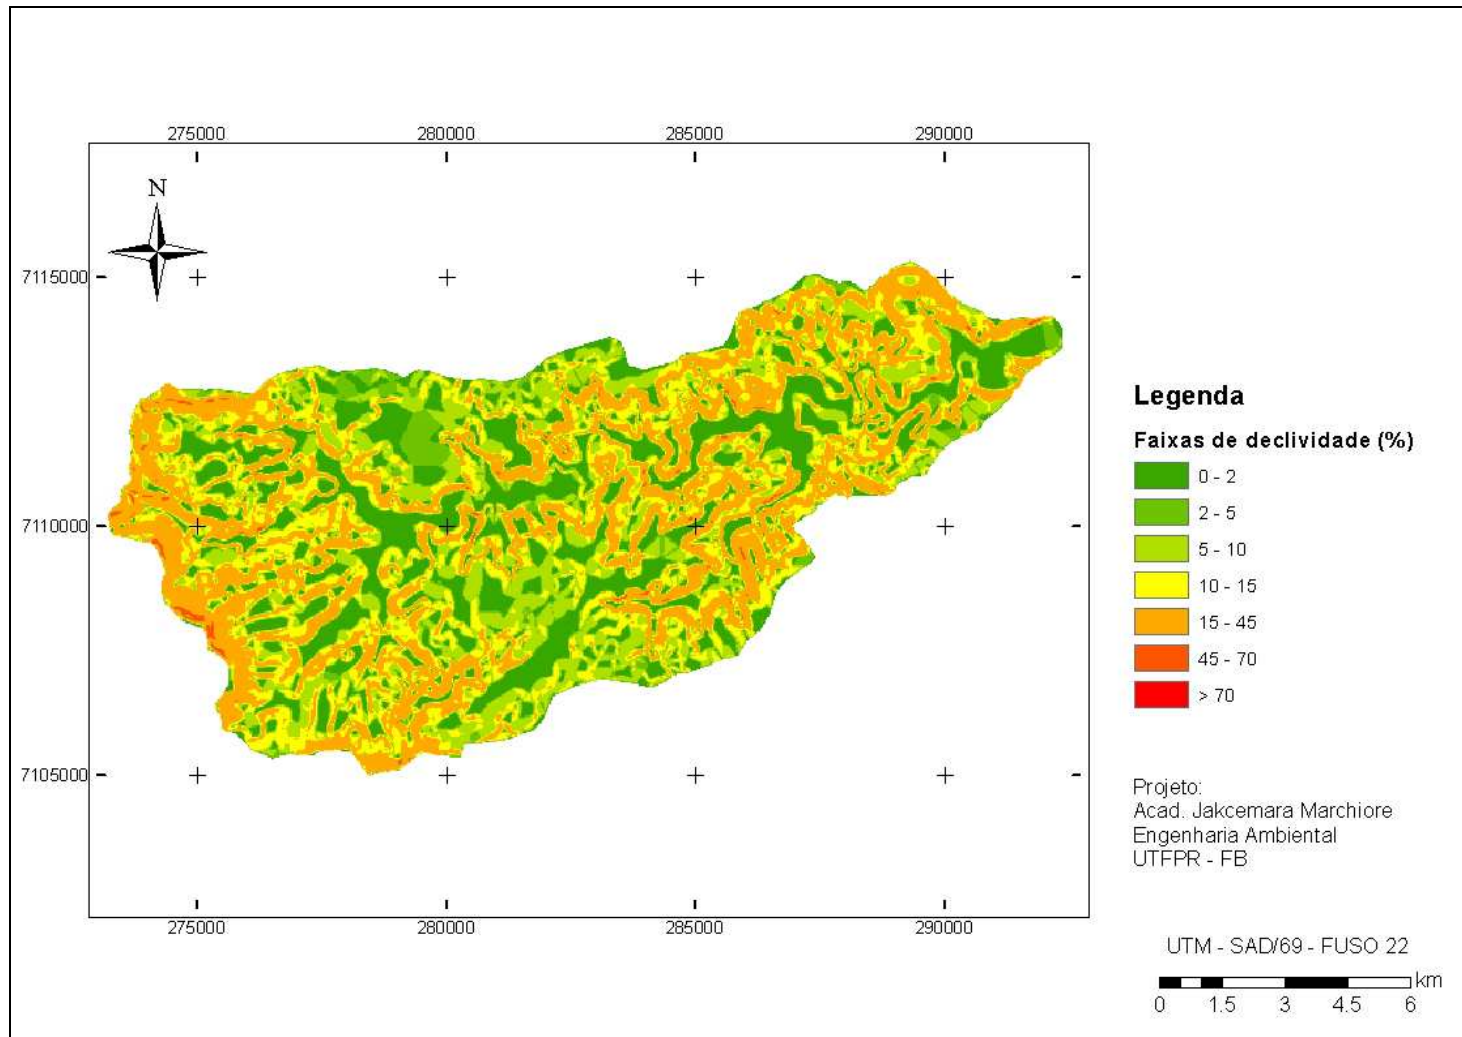 275000 280000 285000 290000
N
7115000
7110000
7105000
275000 280000 285000 290000
Legenda
Faixas de declividade (%)
0 - 2
2 - 5
5 - 10
10 - 15
15 - 45
45 - 70
> 70
Projeto:
Acad. Jakcemara Marchiore
Engenharia Ambiental
UTFPR - FB
UTM - SAD/69 - FUSO 22
km
0 1.5 3 4.5 6